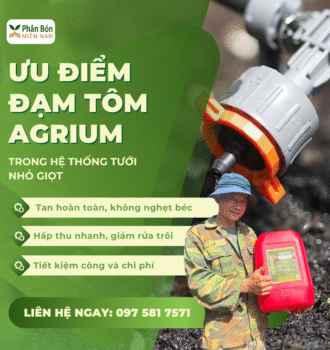 Phân Bón
MIỀN NAM
ƯU ĐIỂM
ĐẠM TÔM
AGRIUM
TRONG HỆ THỐNG TƯỚI
NHỎ GIỌT
Tan hoàn toàn, không nghẹt béc
Hấp thu nhanh, giảm rửa trôi
Tiết kiệm công và chi phí
LIÊN HỆ NGAY: 097 581 7571